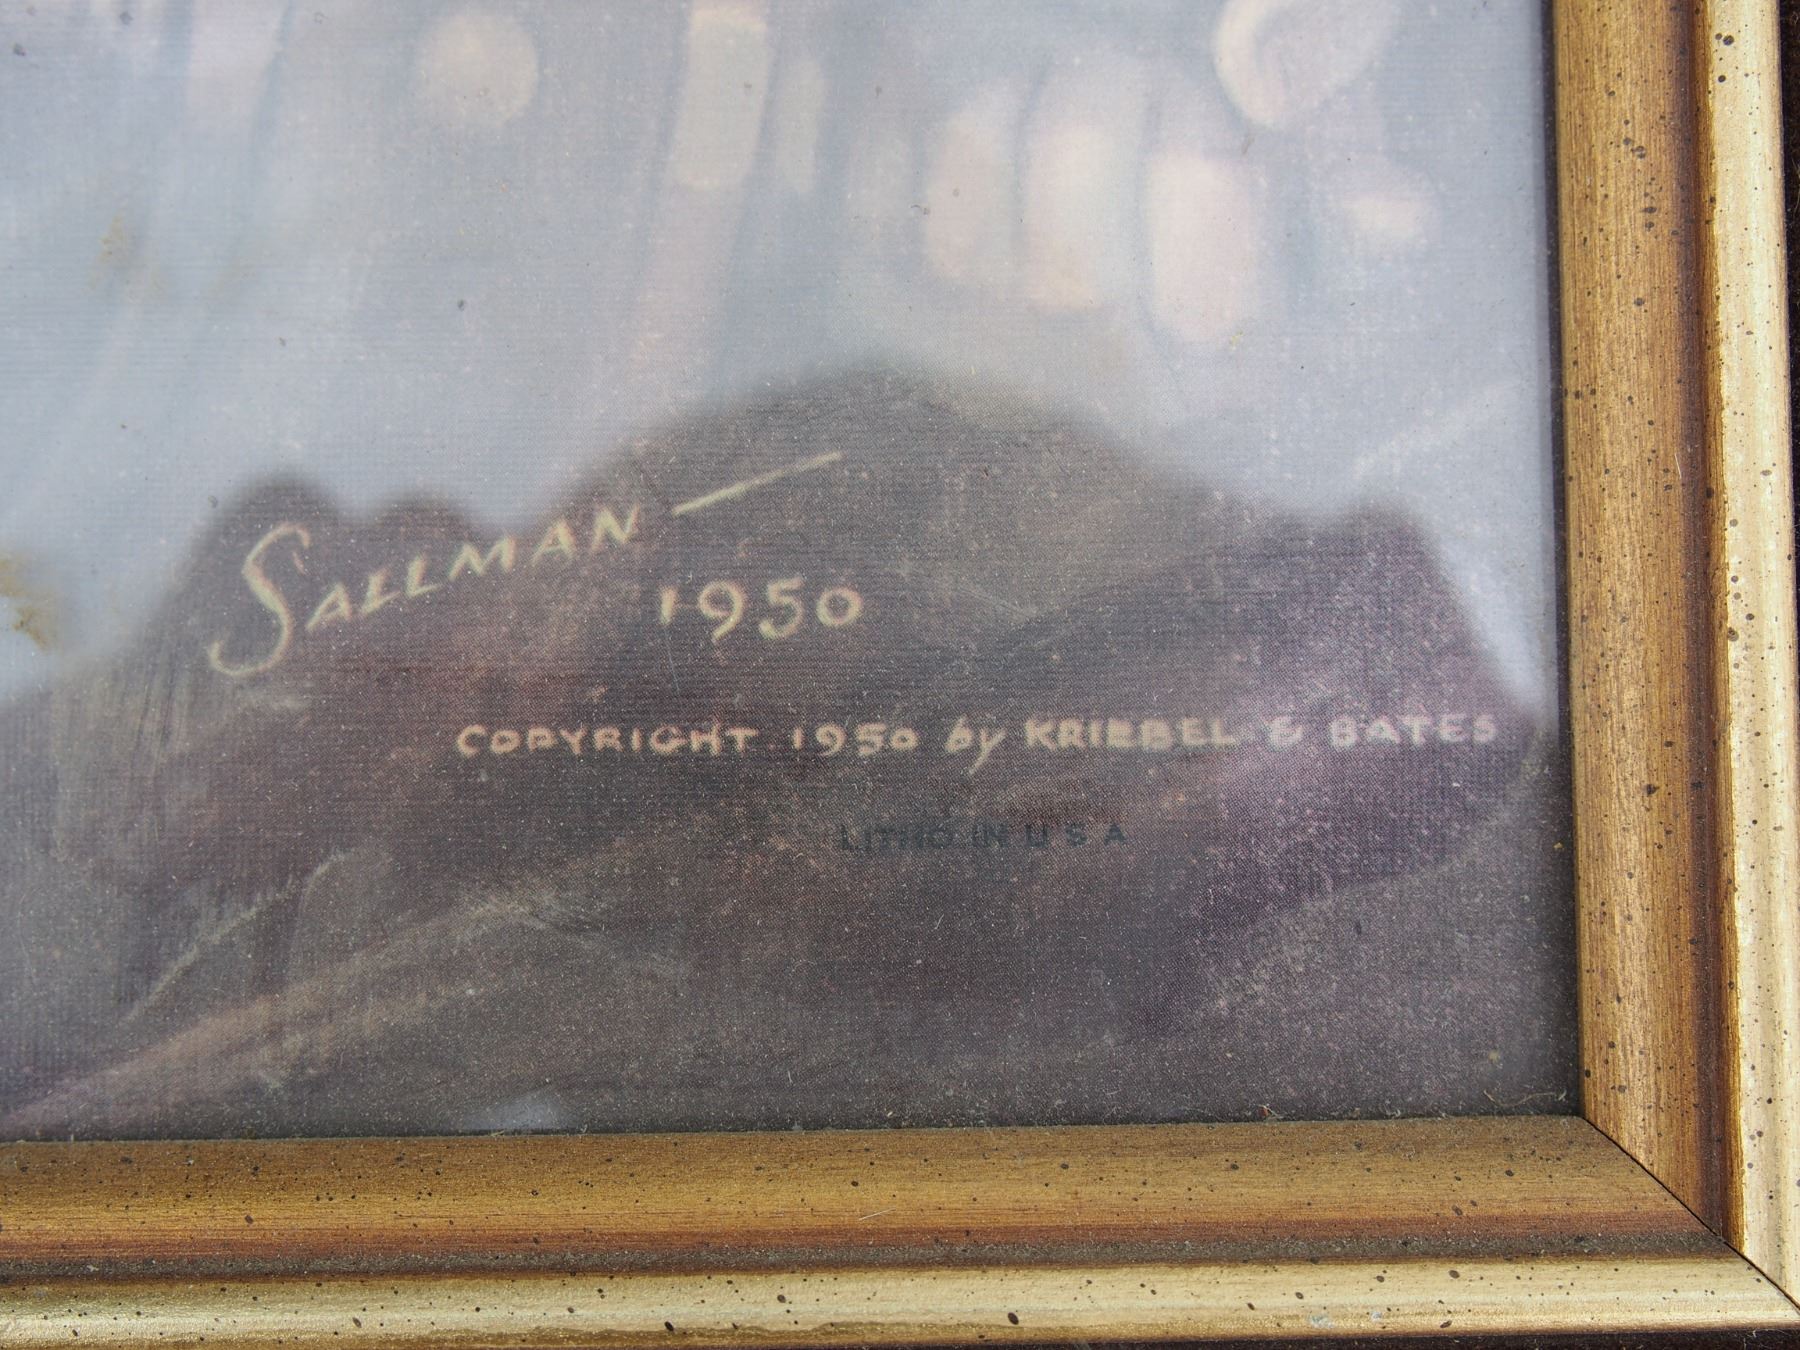 SALLMAN —
1950
COPYRIGHT 1950 by KRIEBEL & BATES
LITHO IN U S A